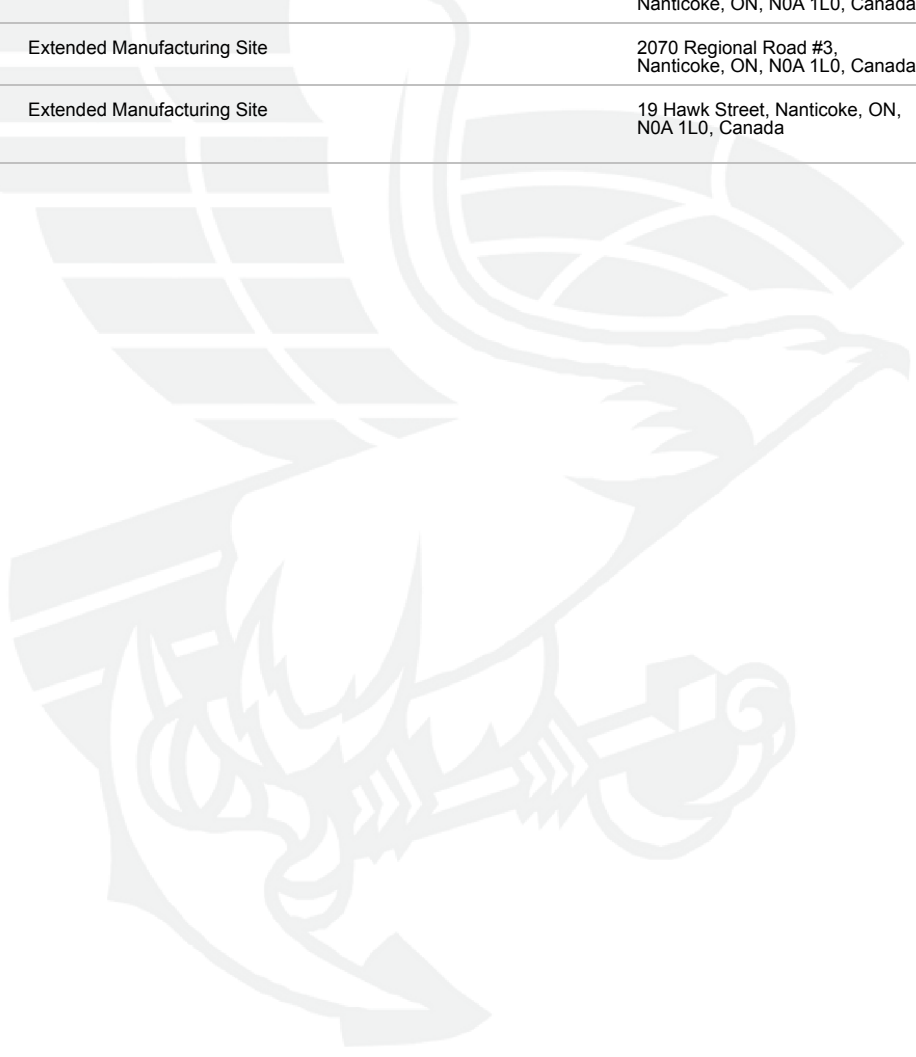 Nanticoke, ON, N0A 1L0, Canada
Extended Manufacturing Site
2070 Regional Road #3,
Nanticoke, ON, N0A 1L0, Canada
Extended Manufacturing Site
19 Hawk Street, Nanticoke, ON,
N0A 1L0, Canada